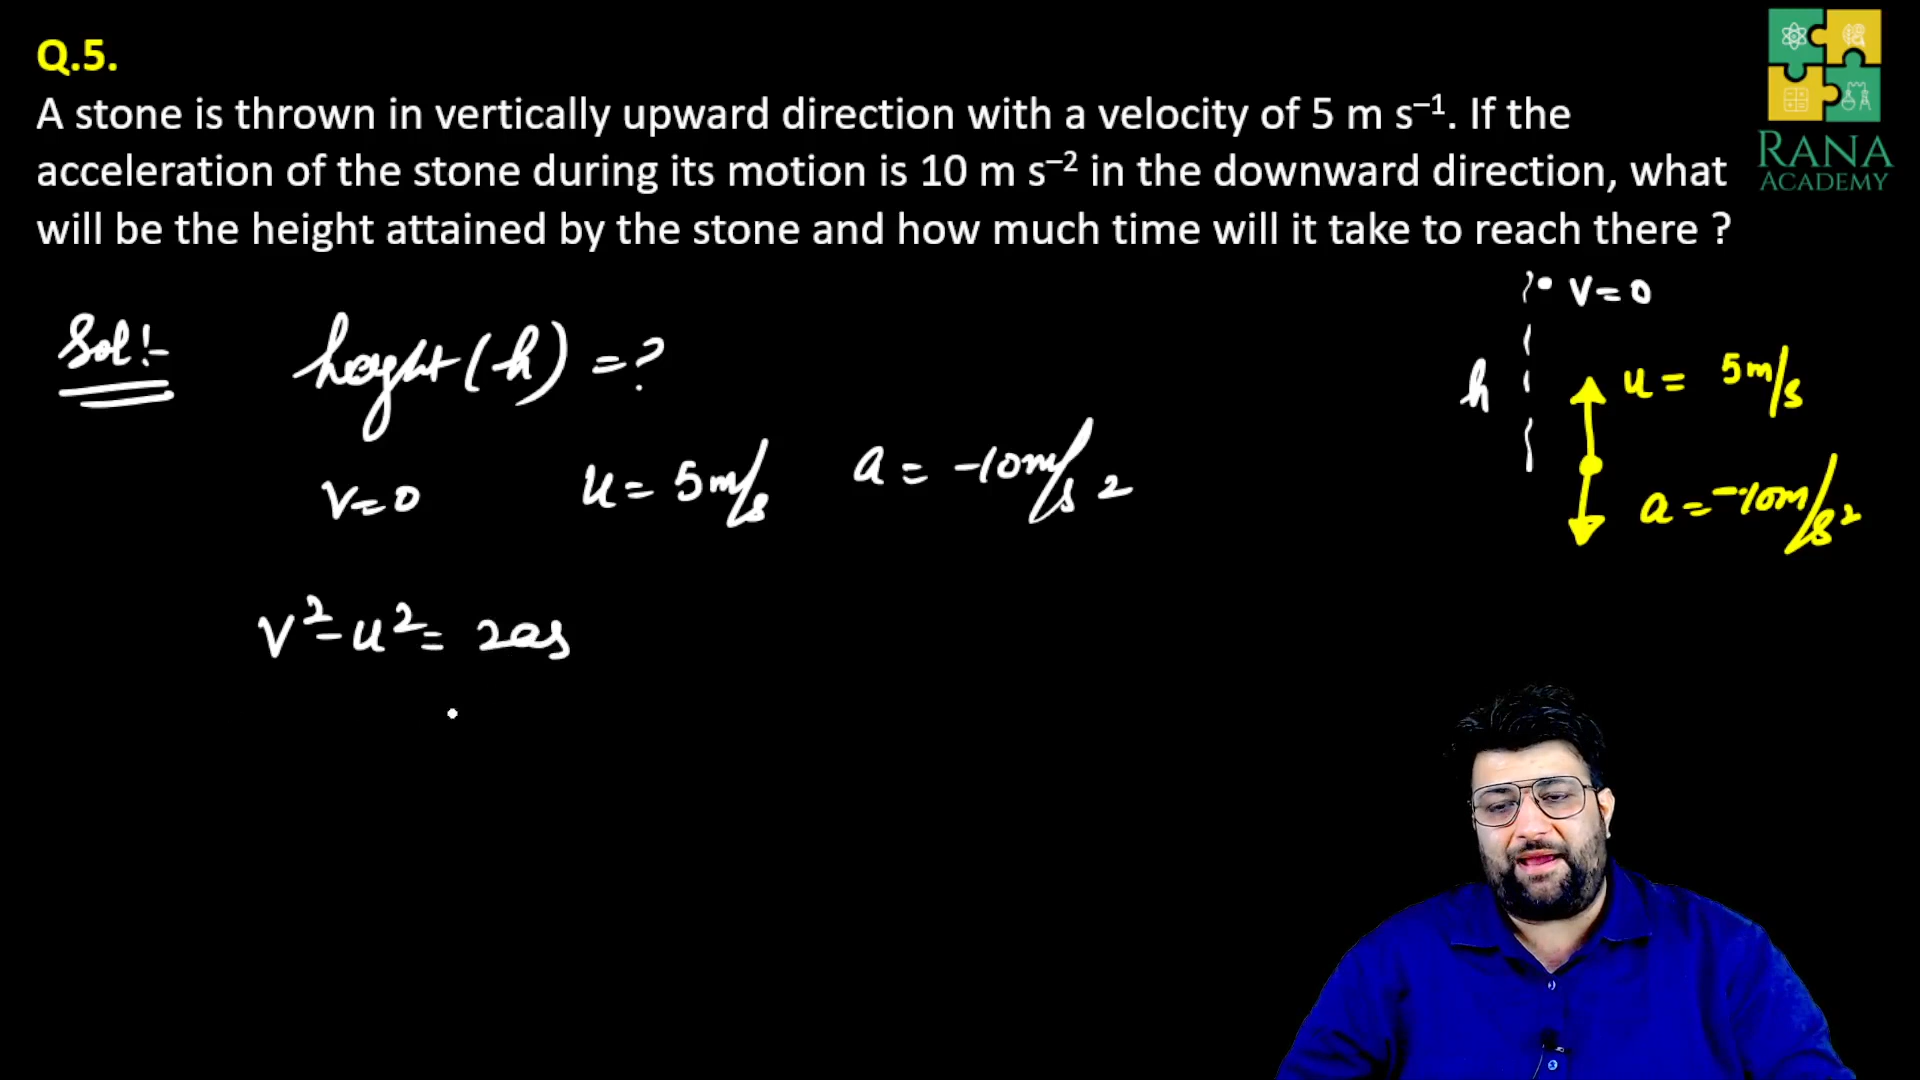 Q.5.
A stone is thrown in vertically upward direction with a velocity of 5 m s⁻¹. If the
acceleration of the stone during its motion is 10 m s⁻² in the downward direction, what
will be the height attained by the stone and how much time will it take to reach there ?
RANA
ACADEMY
Sol:-
height (h) = ?
v=0 u = 5m/s a = -10m/s2
v²-u² = 2as
v=0
h
u = 5m/s
a = -10m/s2